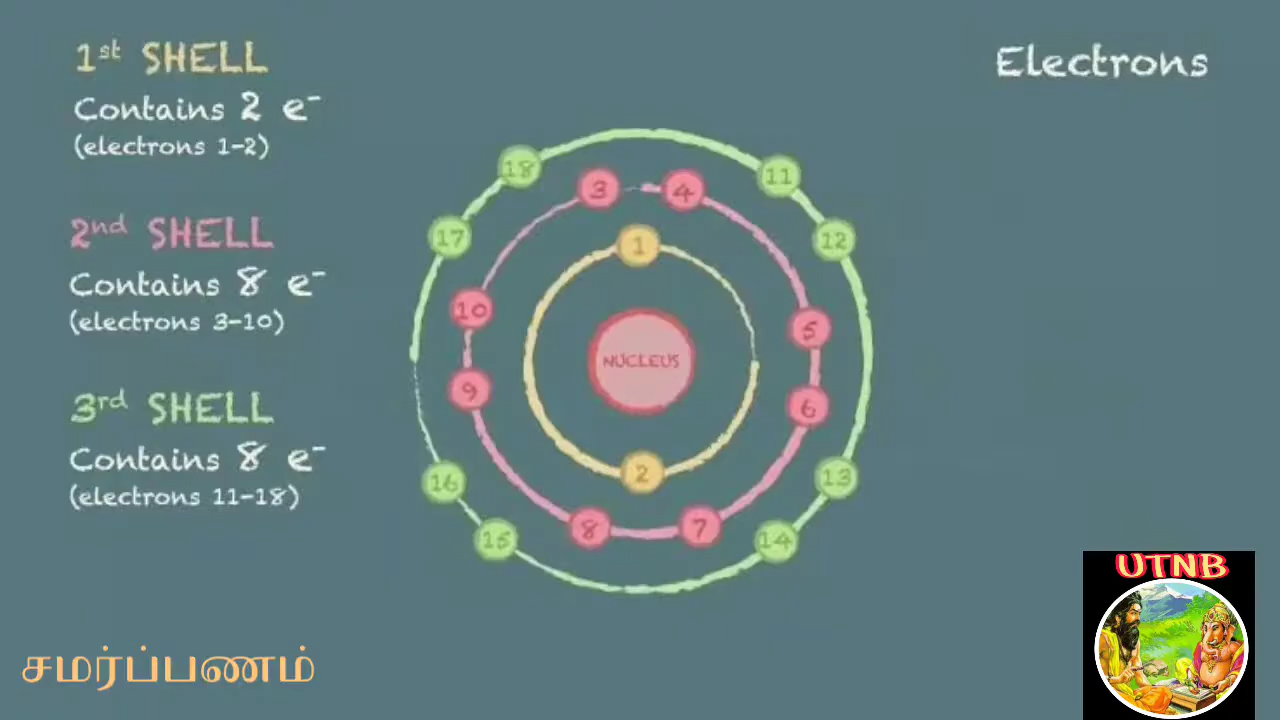 1st SHELL
Contains 2 e-
(electrons 1-2)
2nd SHELL
Contains 8 e-
(electrons 3-10)
3rd SHELL
Contains 8 e-
(electrons 11-18)
Electrons
18
11
3
4
17
1
12
10
5
NUCLEUS
9
6
2
16
13
8
7
15
14
UTNB
சமர்ப்பணம்